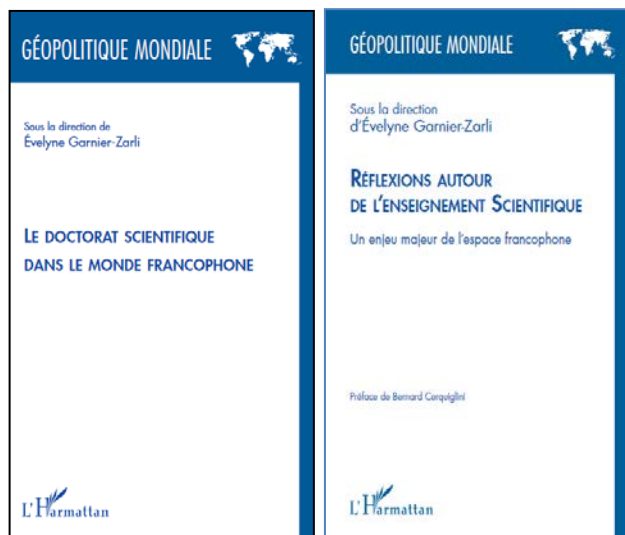 GÉOPOLITIQUE MONDIALE
Sous la direction de
Évelyne Garnier-Zarli
LE DOCTORAT SCIENTIFIQUE
DANS LE MONDE FRANCOPHONE
L'Harmattan
GÉOPOLITIQUE MONDIALE
Sous la direction
d'Évelyne Garnier-Zarli
RÉFLEXIONS AUTOUR
DE L'ENSEIGNEMENT SCIENTIFIQUE
Un enjeu majeur de l'espace francophone
Préface de Bernard Cerquiglini
L'Harmattan